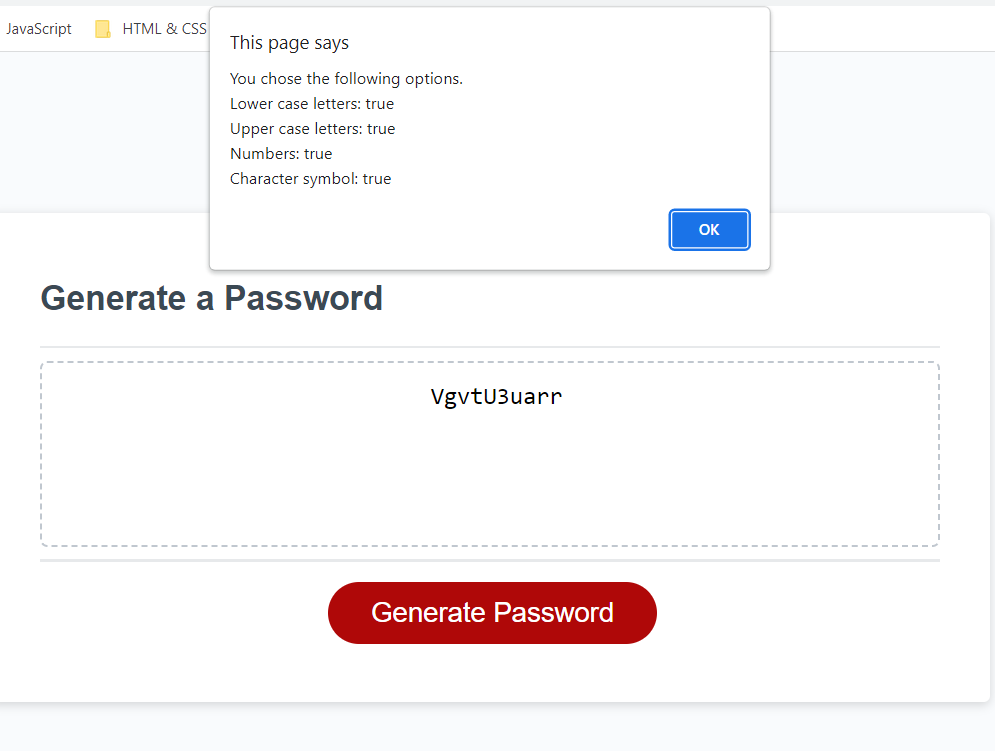 JavaScript
HTML & CSS
This page says
You chose the following options.
Lower case letters: true
Upper case letters: true
Numbers: true
Character symbol: true
OK
Generate a Password
VgvtU3uarr
Generate Password